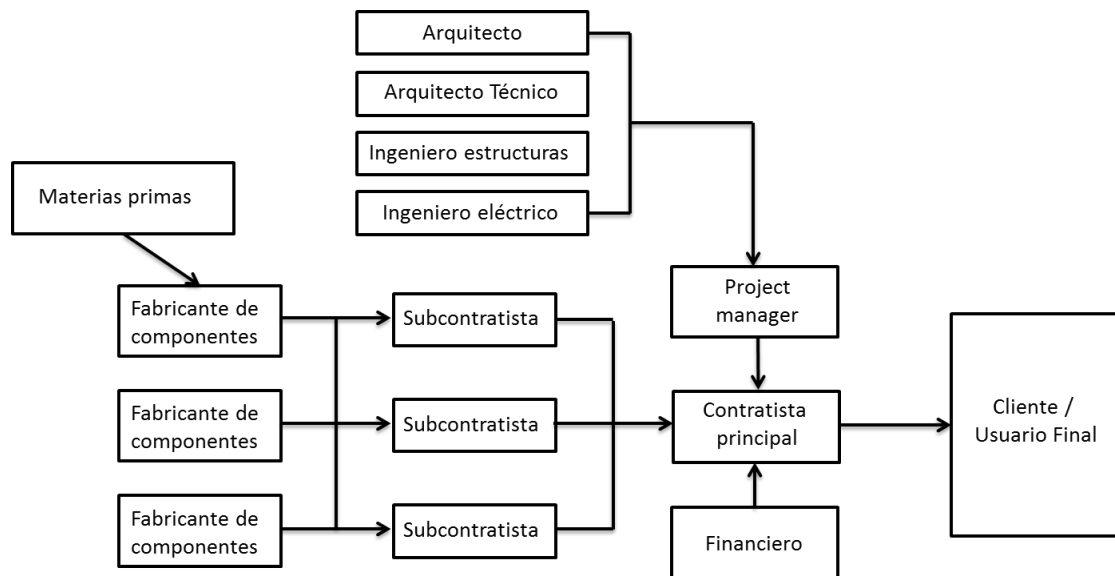 Arquitecto
Arquitecto Técnico
Ingeniero estructuras
Ingeniero eléctrico
Materias primas
Fabricante de
componentes
Subcontratista
Project
manager
Fabricante de
componentes
Subcontratista
Contratista
principal
Cliente /
Usuario Final
Fabricante de
componentes
Subcontratista
Financiero